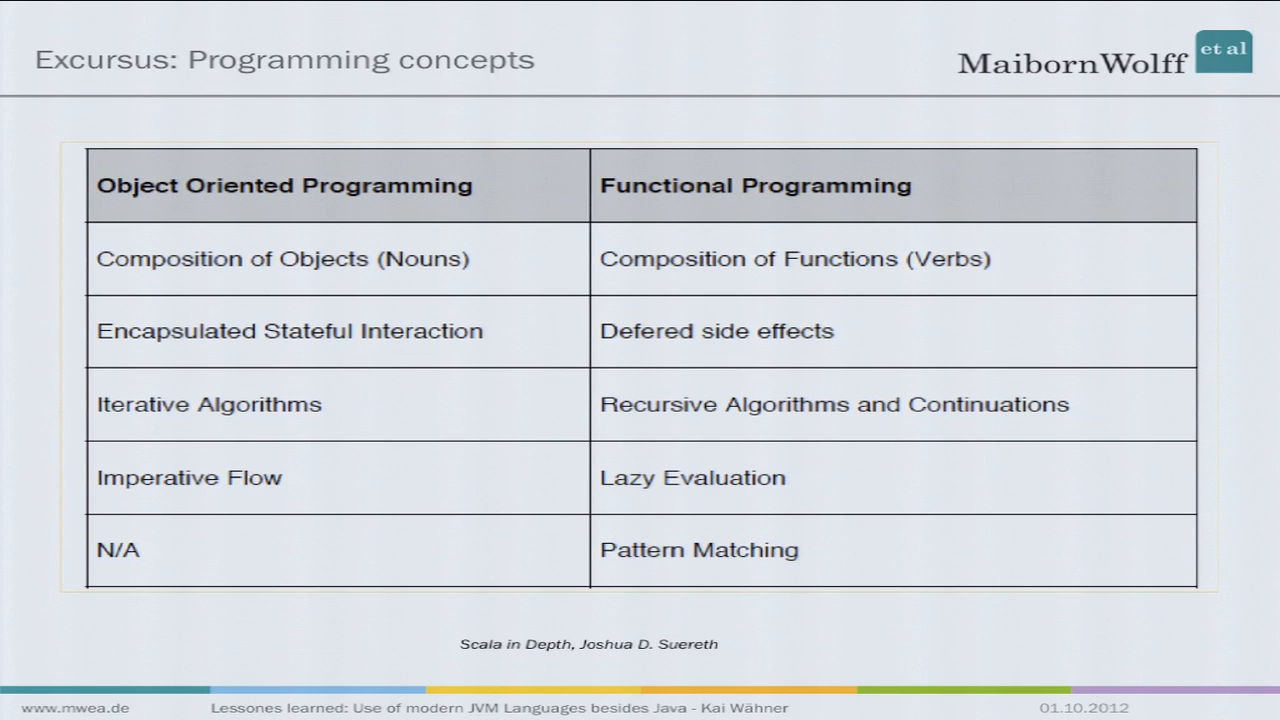 Excursus: Programming concepts
MaibornWolff et al
Object Oriented Programming
Functional Programming
Composition of Objects (Nouns)
Composition of Functions (Verbs)
Encapsulated Stateful Interaction
Defered side effects
Iterative Algorithms
Recursive Algorithms and Continuations
Imperative Flow
Lazy Evaluation
N/A
Pattern Matching
Scala in Depth, Joshua D. Suereth
www.mwea.de
Lessones learned: Use of modern JVM Languages besides Java - Kai Wähner
01.10.2012